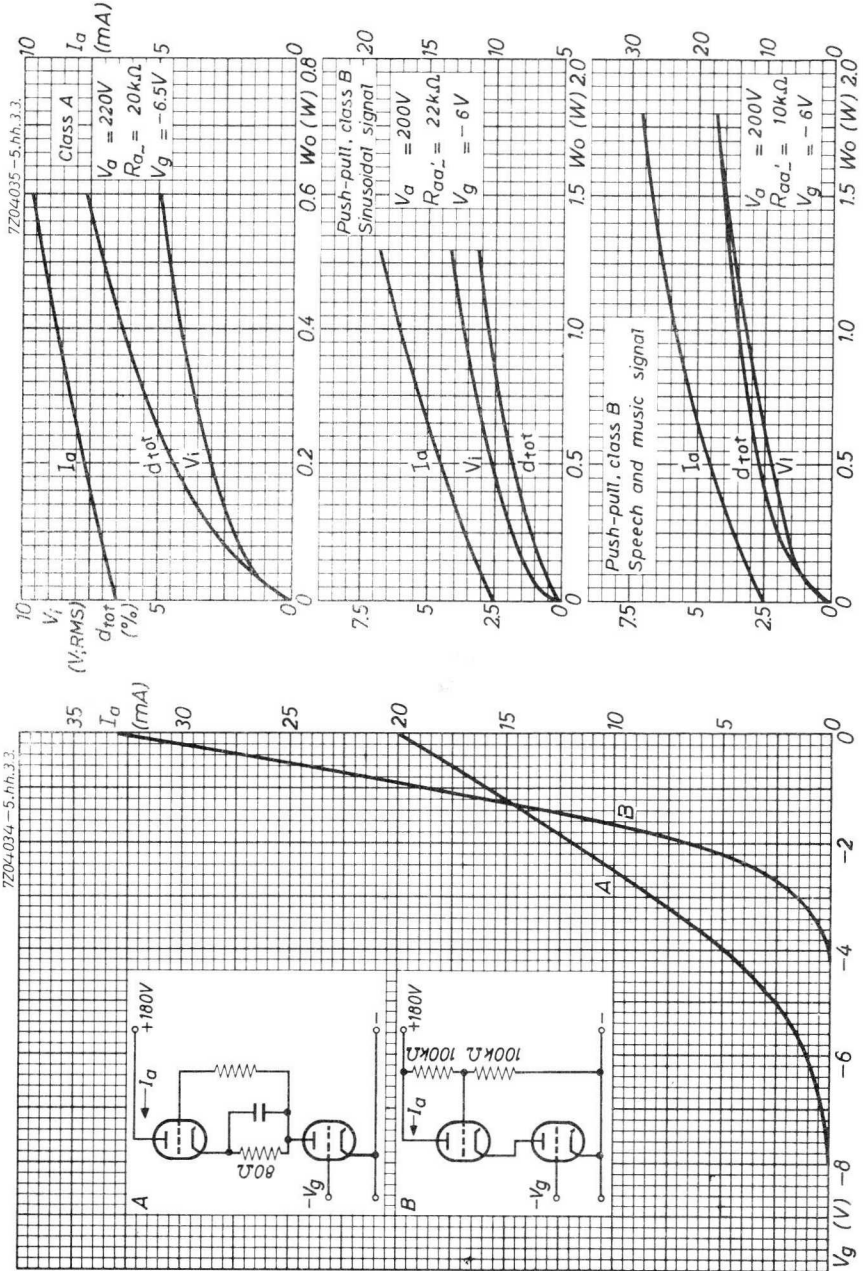 7Z04034-5.hh.3.3.
35
Ia
(mA)
30
25
20
15
10
5
0
A
B
0
-2
-4
-6
-8
Vg (V)
A
+180V
-Ia
80Ω
-Vg
-
B
+180V
-Ia
100kΩ
100kΩ
-Vg
-
7Z04035-5.hh.3.3.
10
Vi
(V;RMS)
dtot
(%)
5
0
Class A
Va = 220V
Ra~ = 20kΩ
Vg = -6.5V
Ia
dtot
Vi
10
Ia
(mA)
5
0
0
0.2
0.4
0.6
Wo (W)
0.8
7.5
5
2.5
0
Push-pull, class B
Sinusoidal signal
Va = 200V
Raa'~ = 22kΩ
Vg = -6V
Ia
Vi
dtot
20
15
10
5
0
0
0.5
1.0
1.5
Wo (W)
2.0
7.5
5
2.5
0
Push-pull, class B
Speech and music signal
Va = 200V
Raa'~ = 10kΩ
Vg = -6V
Ia
dtot
Vi
30
20
10
0
0
0.5
1.0
1.5
Wo (W)
2.0